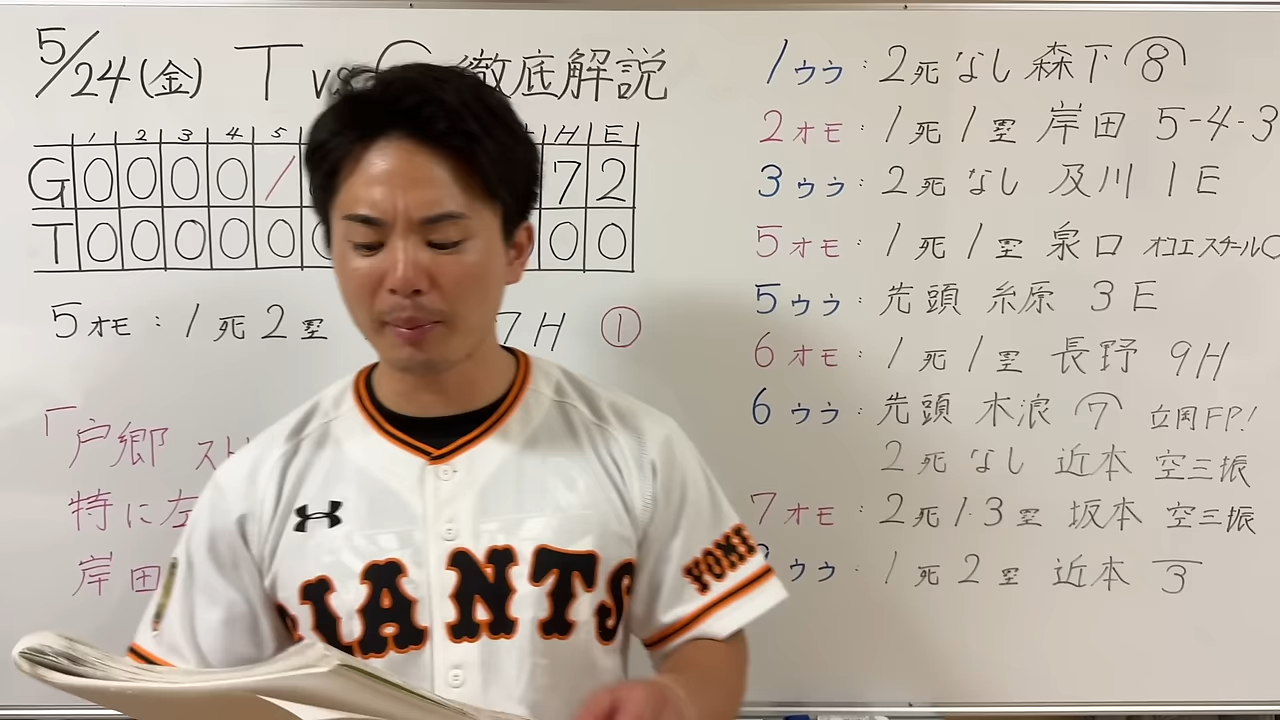 5/24(金) T vs 徹底解説
1 2 3 4 5 H E
G 0 0 0 0 1 7 2
T 0 0 0 0 0 0 0 0
5オモ:1死2塁 7H ①
「戸郷 スト
特に左
岸田
1ウラ:2死なし 森下 8
2オモ:1死1塁 岸田 5-4-3
3ウラ:2死なし 及川 1E
5オモ:1死1塁 泉口 オコエスチール
5ウラ:先頭 糸原 3E
6オモ:1死1塁 長野 9H
6ウラ:先頭 木浪 7 立岡FP!
2死なし 近本 空三振
7オモ:2死1.3塁 坂本 空三振
ウラ:1死2塁 近本 3
GIANTS
YOMI